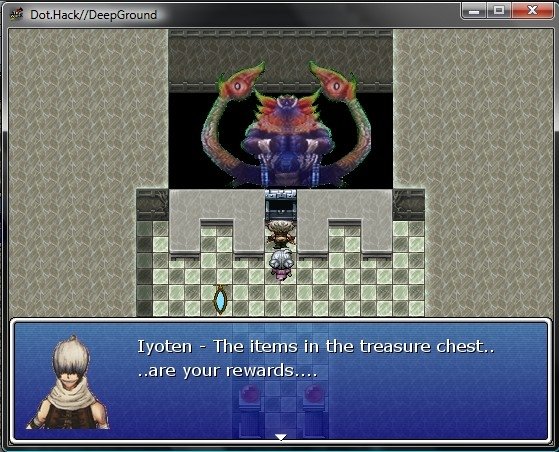 Dot.Hack//DeepGround
Iyoten - The items in the treasure chest..
..are your rewards....